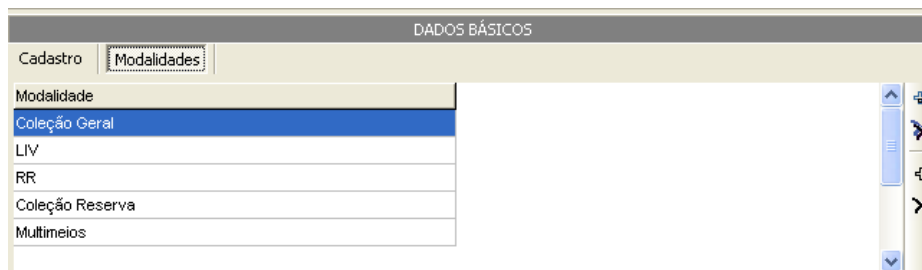 DADOS BÁSICOS
Cadastro Modalidades
Modalidade
Coleção Geral
LIV
RR
Coleção Reserva
Multimeios